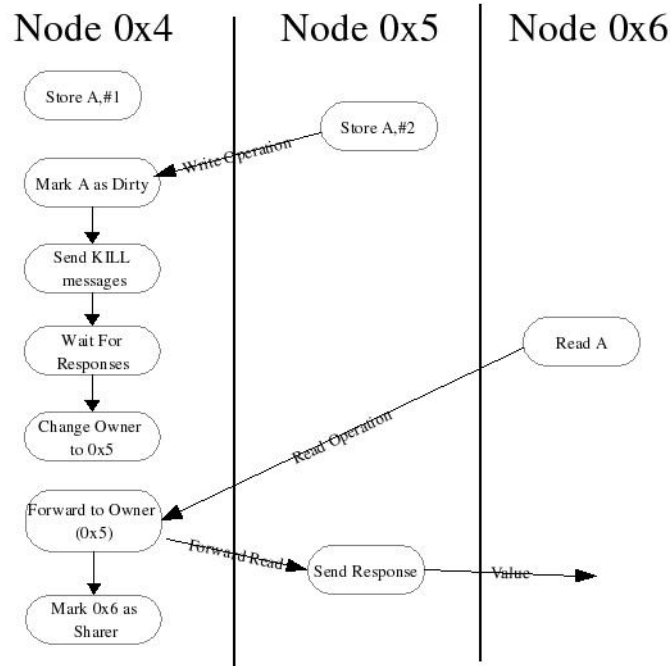 Node 0x4
Node 0x5
Node 0x6
Store A,#1
Store A,#2
Write Operation
Mark A as Dirty
Send KILL
messages
Wait For
Responses
Read A
Change Owner
to 0x5
Read Operation
Forward to Owner
(0x5)
Forward Read
Send Response
Value
Mark 0x6 as
Sharer